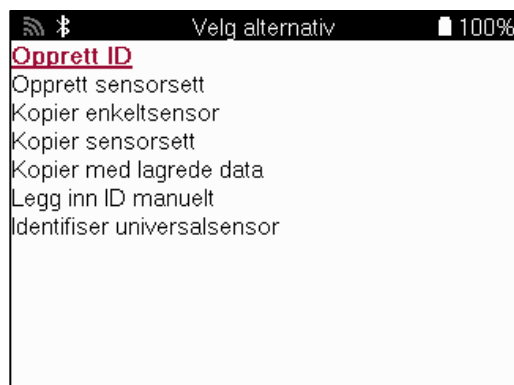 Velg alternativ 100%
Opprett ID
Opprett sensorsett
Kopier enkeltsensor
Kopier sensorsett
Kopier med lagrede data
Legg inn ID manuelt
Identifiser universalsensor